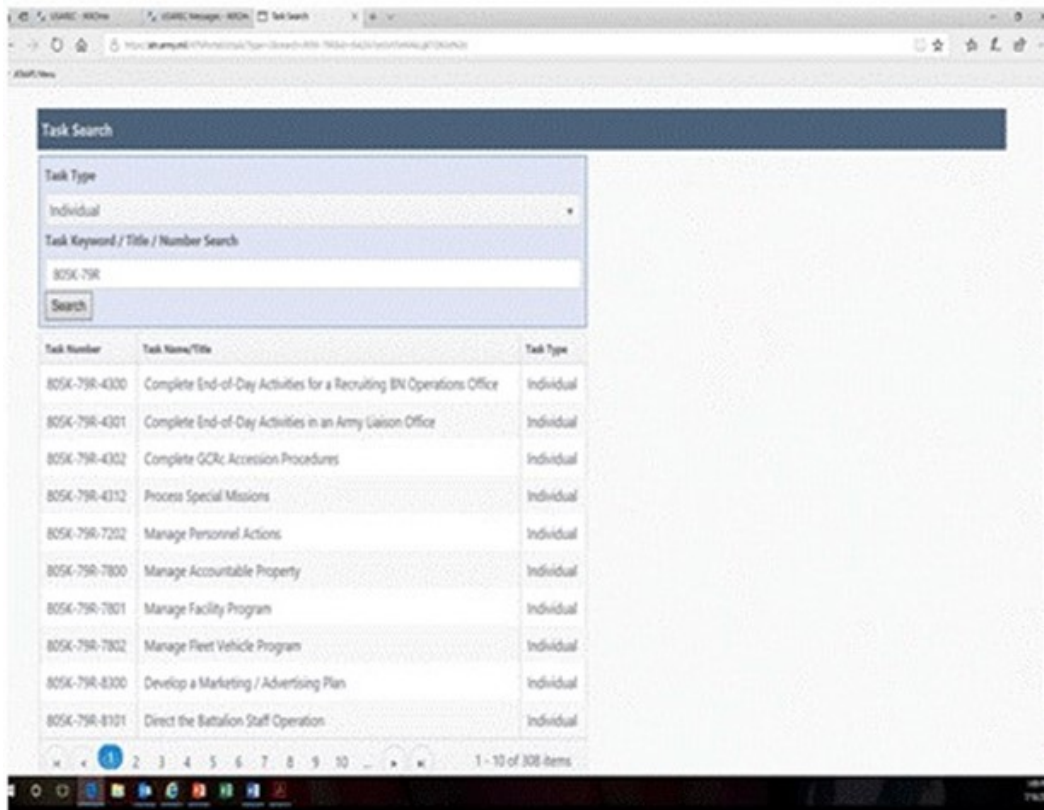 USAREC Messages -
Task Search
Task Search
Task Type
Individual
Task Keyword / Title / Number Search
805K-79R
Search
Task Number Task Name/Title Task Type
805K-79R-4300 Complete End-of-Day Activities for a Recruiting BN Operations Office Individual
805K-79R-4301 Complete End-of-Day Activities in an Army Liaison Office Individual
805K-79R-4302 Complete GCRc Accession Procedures Individual
805K-79R-4312 Process Special Missions Individual
805K-79R-7202 Manage Personnel Actions Individual
805K-79R-7800 Manage Accountable Property Individual
805K-79R-7801 Manage Facility Program Individual
805K-79R-7802 Manage Fleet Vehicle Program Individual
805K-79R-8300 Develop a Marketing / Advertising Plan Individual
805K-79R-8101 Direct the Battalion Staff Operation Individual
1 2 3 4 5 6 7 8 9 10 ... 1 - 10 of 308 items